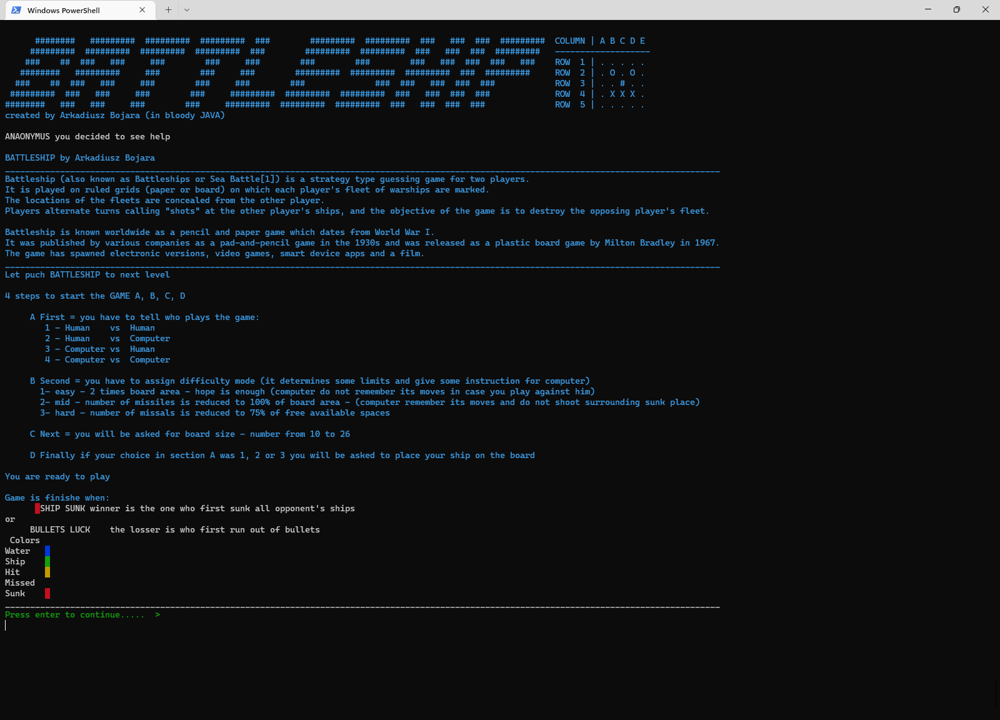 Windows PowerShell
######## ######### ######### ######### ### ######### ######### ### ### ### ######### COLUMN | A B C D E
######### ######### ######### ######### ### ######### ######### ### ### ### ######### -------------------
### ## ### ### ### ### ### ### ### ### ### ### ### ### ROW 1 | . . . . .
######## ######### ### ### ### ######### ######### ######### ### ######### ROW 2 | . O . O .
### ## ### ### ### ### ### ### ### ### ### ### ### ROW 3 | . . # . .
######### ### ### ### ### ######### ######### ######### ### ### ### ### ROW 4 | . X X X .
######## ### ### ### ### ######### ######### ######### ### ### ### ### ROW 5 | . . . . .
created by Arkadiusz Bojara (in bloody JAVA)
ANAONYMUS you decided to see help
BATTLESHIP by Arkadiusz Bojara
Battleship (also known as Battleships or Sea Battle[1]) is a strategy type guessing game for two players.
It is played on ruled grids (paper or board) on which each player's fleet of warships are marked.
The locations of the fleets are concealed from the other player.
Players alternate turns calling "shots" at the other player's ships, and the objective of the game is to destroy the opposing player's fleet.
Battleship is known worldwide as a pencil and paper game which dates from World War I.
It was published by various companies as a pad-and-pencil game in the 1930s and was released as a plastic board game by Milton Bradley in 1967.
The game has spawned electronic versions, video games, smart device apps and a film.
Let puch BATTLESHIP to next level
4 steps to start the GAME A, B, C, D
A First = you have to tell who plays the game:
1 - Human vs Human
2 - Human vs Computer
3 - Computer vs Human
4 - Computer vs Computer
B Second = you have to assign difficulty mode (it determines some limits and give some instruction for computer)
1- easy - 2 times board area - hope is enough (computer do not remember its moves in case you play against him)
2- mid - number of missiles is reduced to 100% of board area - (computer remember its moves and do not shoot surrounding sunk place)
3- hard - number of missals is reduced to 75% of free available spaces
C Next = you will be asked for board size - number from 10 to 26
D Finally if your choice in section A was 1, 2 or 3 you will be asked to place your ship on the board
You are ready to play
Game is finishe when:
SHIP SUNK winner is the one who first sunk all opponent's ships
or
BULLETS LUCK the losser is who first run out of bullets
Colors
Water
Ship
Hit
Missed
Sunk
Press enter to continue..... >